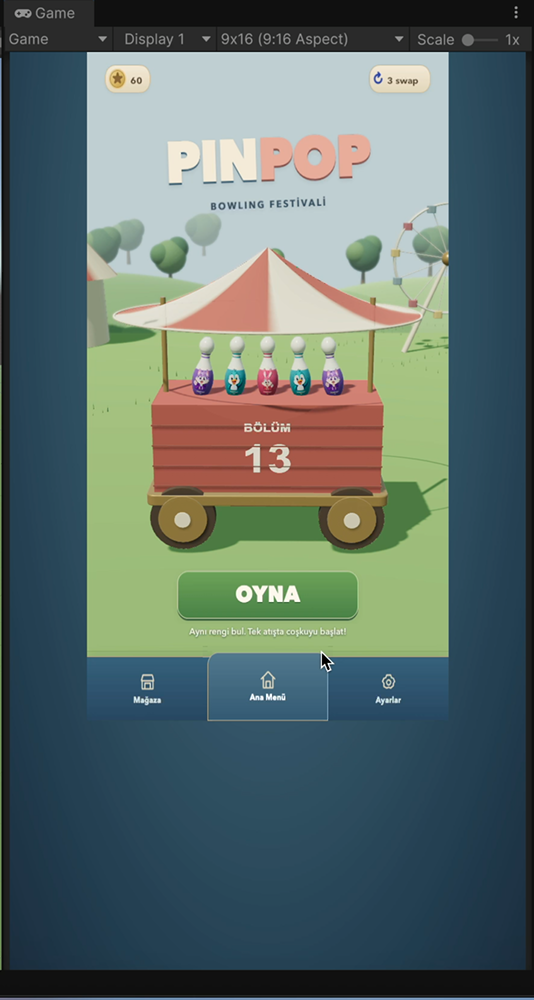 Game
Game Display 1 9x16 (9:16 Aspect) Scale 1x
60 3 swap
PINPOP
BOWLING FESTİVALİ
BÖLÜM
13
OYNA
Aynı rengi bul. Tek atışta coşkuyu başlat!
Mağaza Ana Menü Ayarlar